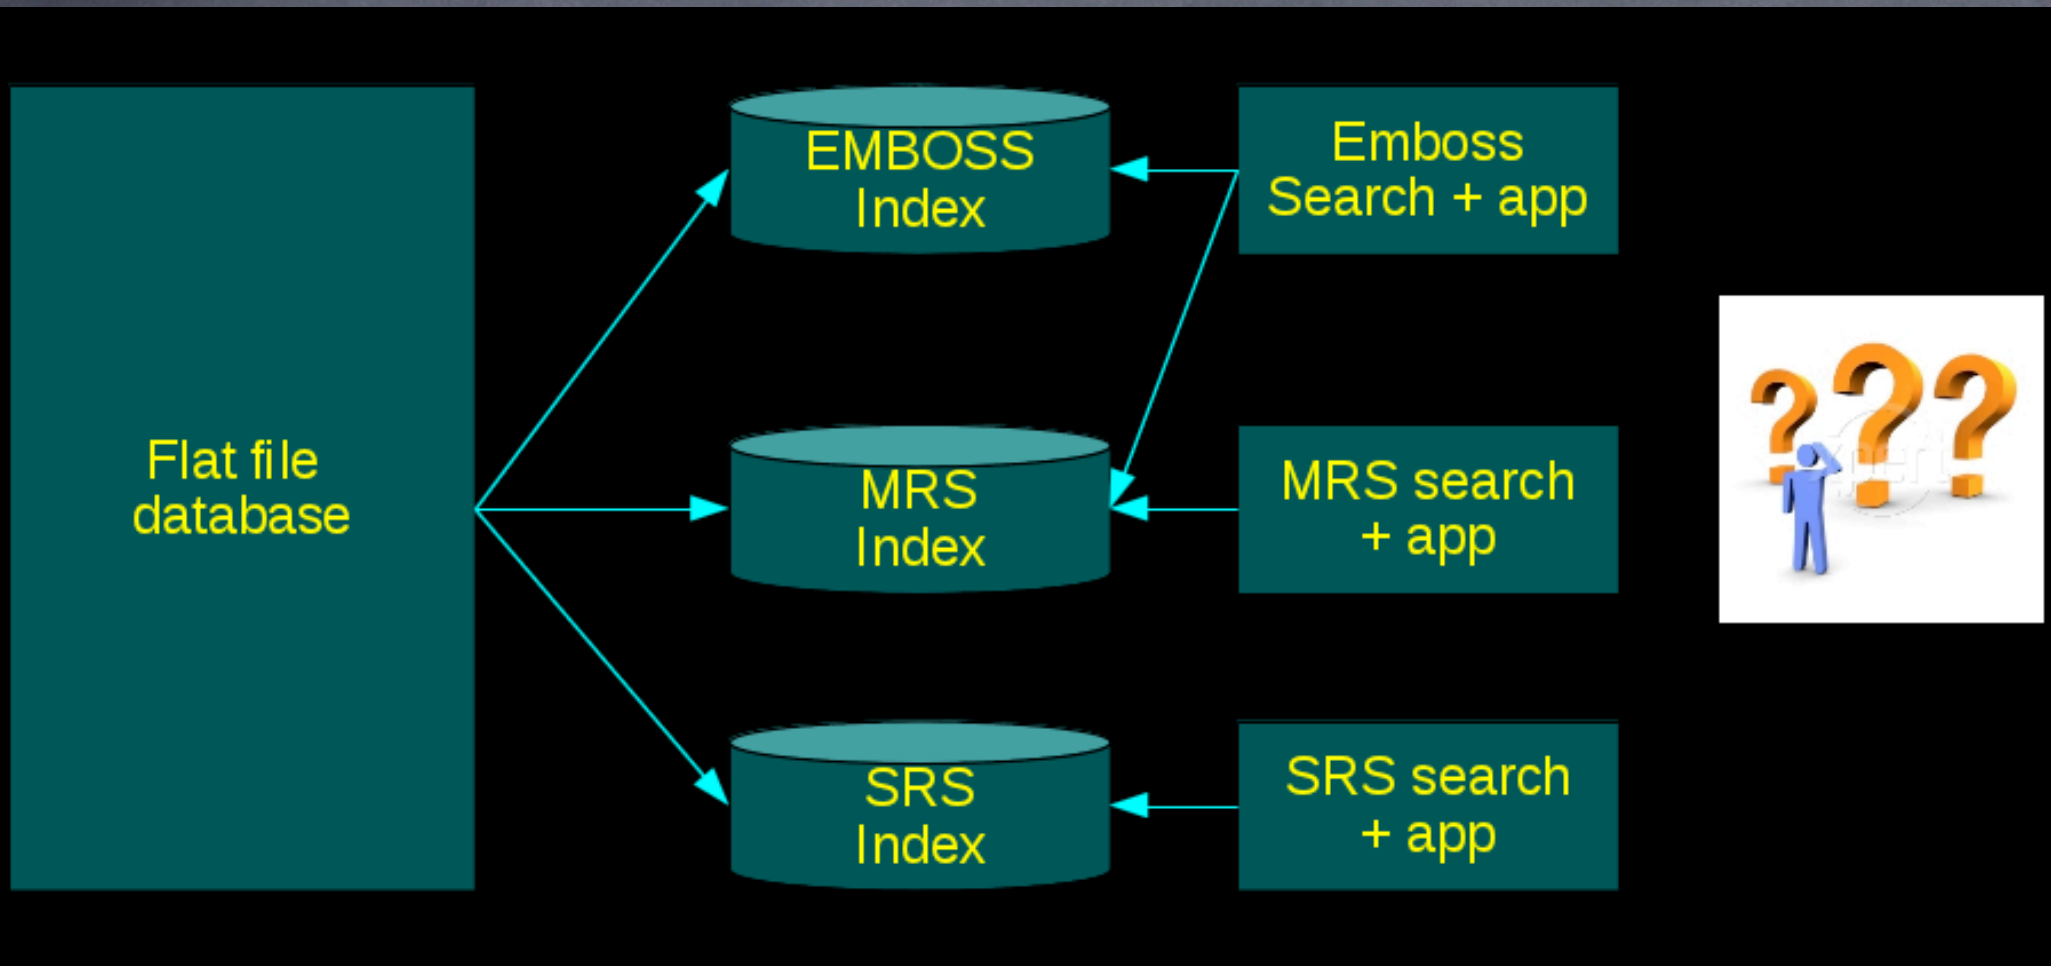 Flat file
database
EMBOSS
Index
MRS
Index
SRS
Index
Emboss
Search + app
MRS search
+ app
SRS search
+ app
???